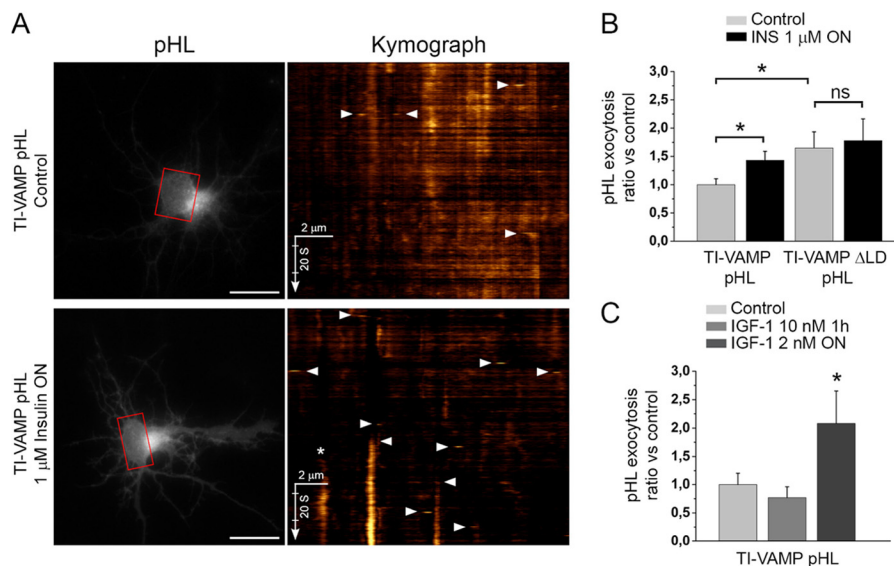 A
pHL
Kymograph
TI-VAMP pHL
Control
2 μm
20 S
TI-VAMP pHL
1 μM Insulin ON
*
2 μm
20 S
B
Control
INS 1 μM ON
pHL exocytosis
ratio vs control
3,0
2,5
2,0
1,5
1,0
0,5
0,0
*
*
ns
TI-VAMP
pHL
TI-VAMP ΔLD
pHL
C
Control
IGF-1 10 nM 1h
IGF-1 2 nM ON
pHL exocytosis
ratio vs control
3,0
2,5
2,0
1,5
1,0
0,5
0,0
*
TI-VAMP pHL